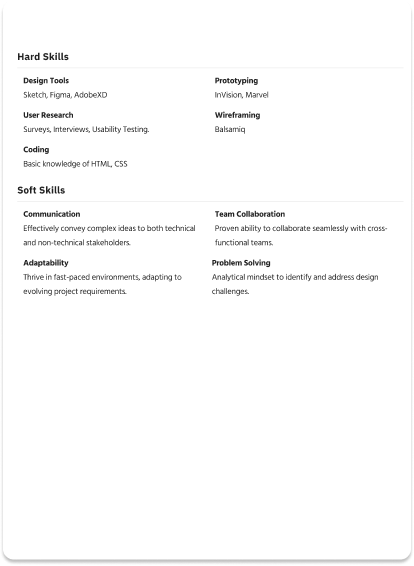 Hard Skills
Design Tools
Sketch, Figma, AdobeXD
Prototyping
InVision, Marvel
User Research
Surveys, Interviews, Usability Testing.
Wireframing
Balsamiq
Coding
Basic knowledge of HTML, CSS
Soft Skills
Communication
Effectively convey complex ideas to both technical
and non-technical stakeholders.
Team Collaboration
Proven ability to collaborate seamlessly with cross-
functional teams.
Adaptability
Thrive in fast-paced environments, adapting to
evolving project requirements.
Problem Solving
Analytical mindset to identify and address design
challenges.